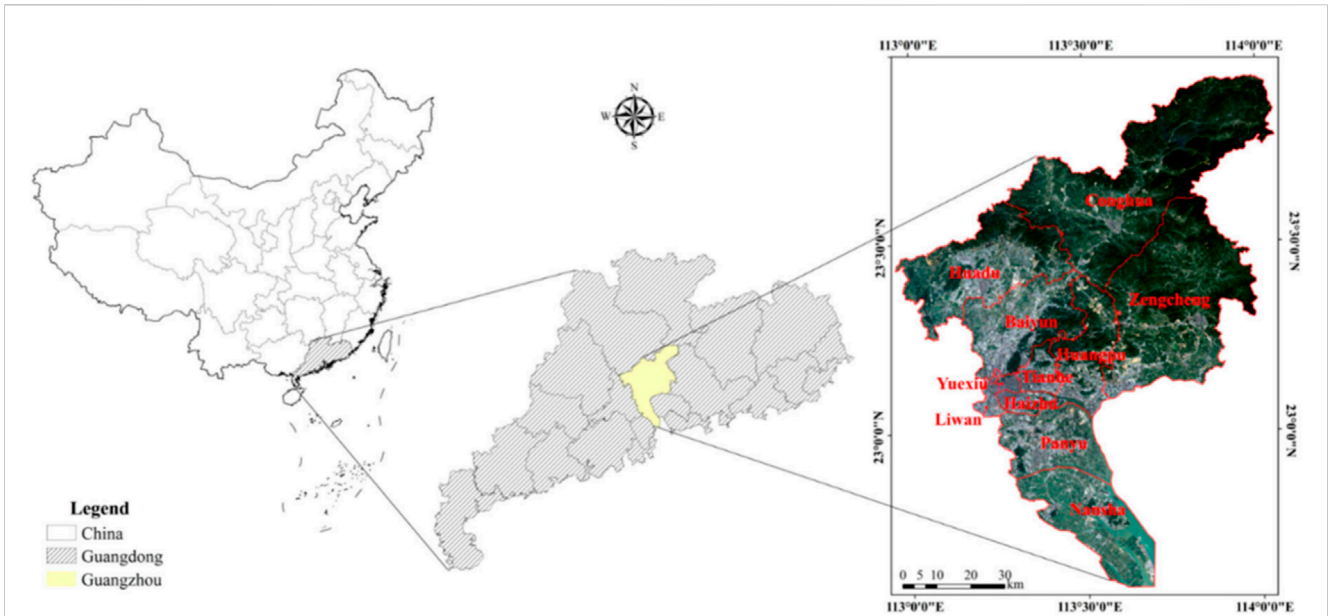 113°0'0"E 113°30'0"E 114°0'0"E
N
W E
S
23°30'0"N 23°30'0"N
Conghua
Huadu
Zengcheng
Baiyun
Huangpu
Yuexiu Tianhe
Haizhu
Liwan
Panyu
23°0'0"N 23°0'0"N
Nansha
Legend
China
Guangdong
Guangzhou
0 5 10 20 30
km
113°0'0"E 113°30'0"E 114°0'0"E